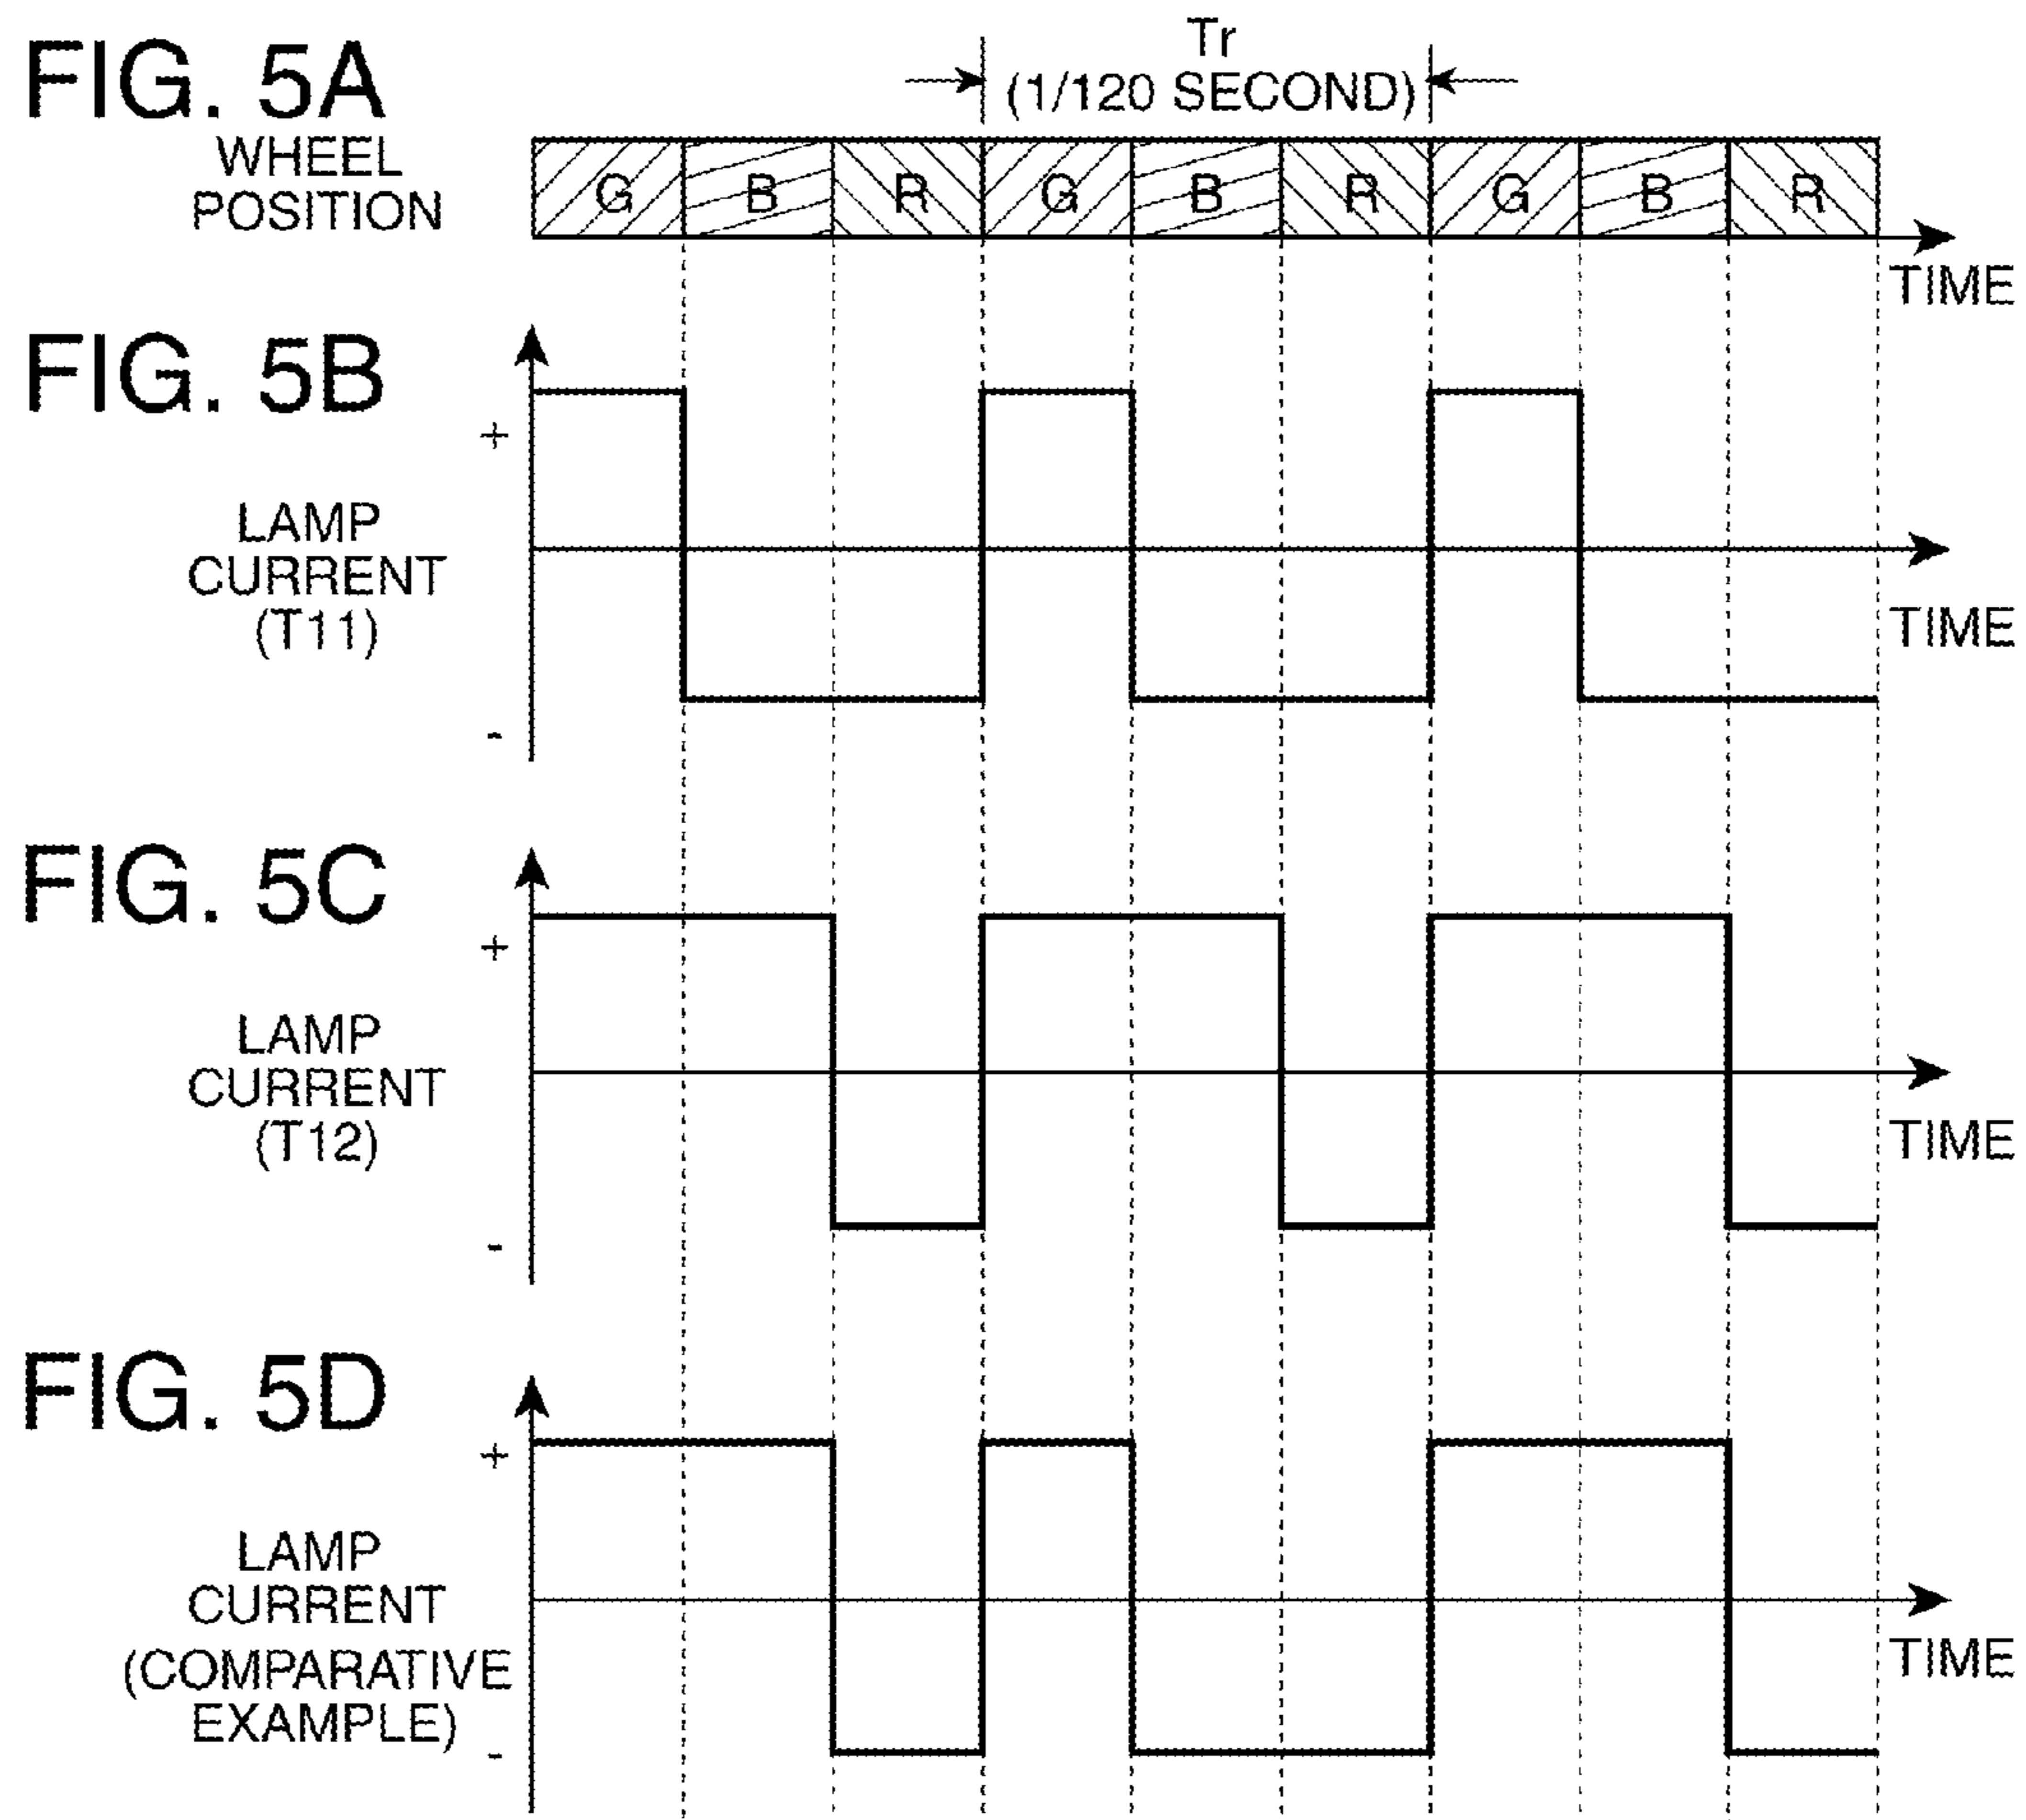 FIG. 5A
WHEEL
POSITION
Tr
(1/120 SECOND)
G B R G B R G B R
TIME
FIG. 5B
+
LAMP
CURRENT
(T11)
-
TIME
FIG. 5C
+
LAMP
CURRENT
(T12)
-
TIME
FIG. 5D
+
LAMP
CURRENT
(COMPARATIVE
EXAMPLE)
-
TIME